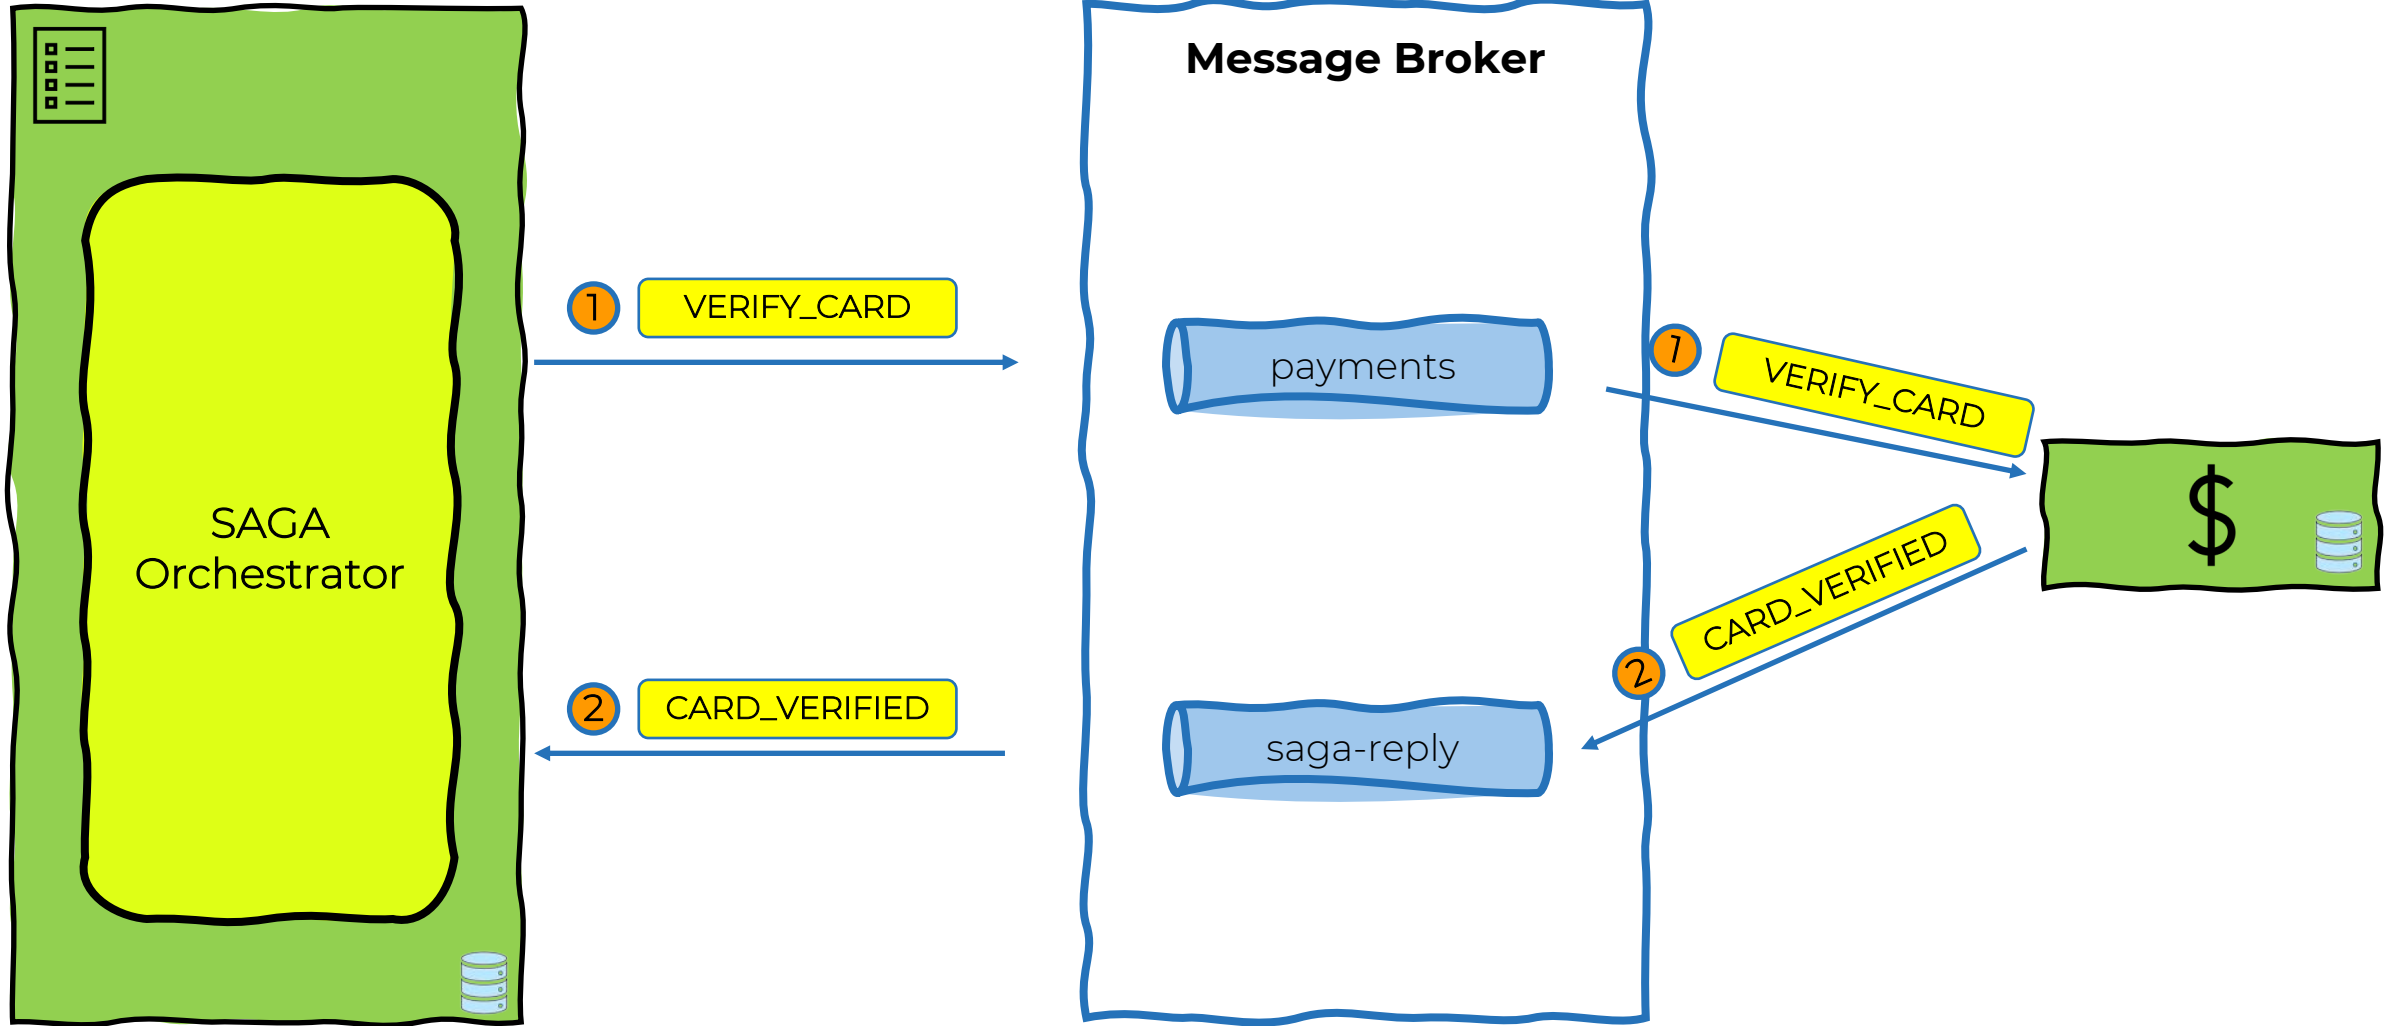 Message Broker
1
VERIFY_CARD
payments
1
VERIFY_CARD
$
SAGA
Orchestrator
2
CARD_VERIFIED
saga-reply
2
CARD_VERIFIED